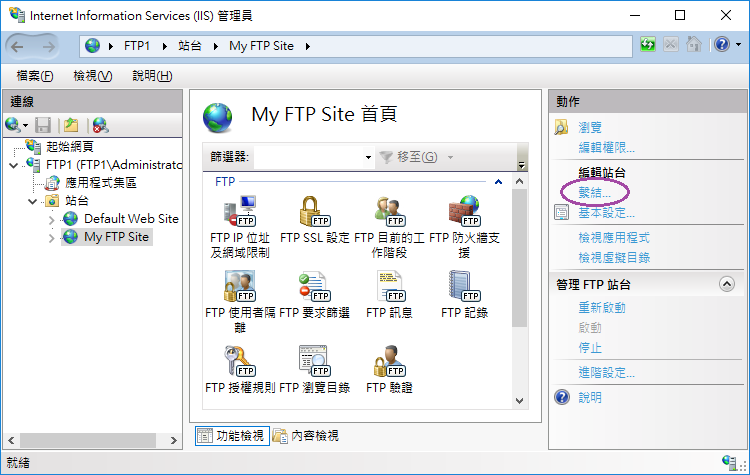 Internet Information Services (IIS) 管理員
FTP1 站台 My FTP Site
檔案(F) 檢視(V) 說明(H)
連線
起始網頁
FTP1 (FTP1\Administrato
應用程式集區
站台
Default Web Site
My FTP Site
My FTP Site 首頁
篩選器: 移至(G)
FTP
FTP IP 位址 FTP SSL 設定 FTP 目前的工 FTP 防火牆支
及網域限制 作階段 援
FTP 使用者隔 FTP 要求篩選 FTP 訊息 FTP 記錄
離
FTP 授權規則 FTP 瀏覽目錄 FTP 驗證
功能檢視 內容檢視
動作
瀏覽
編輯權限...
編輯站台
繫結...
基本設定...
檢視應用程式
檢視虛擬目錄
管理 FTP 站台
重新啟動
啟動
停止
進階設定...
說明
就緒